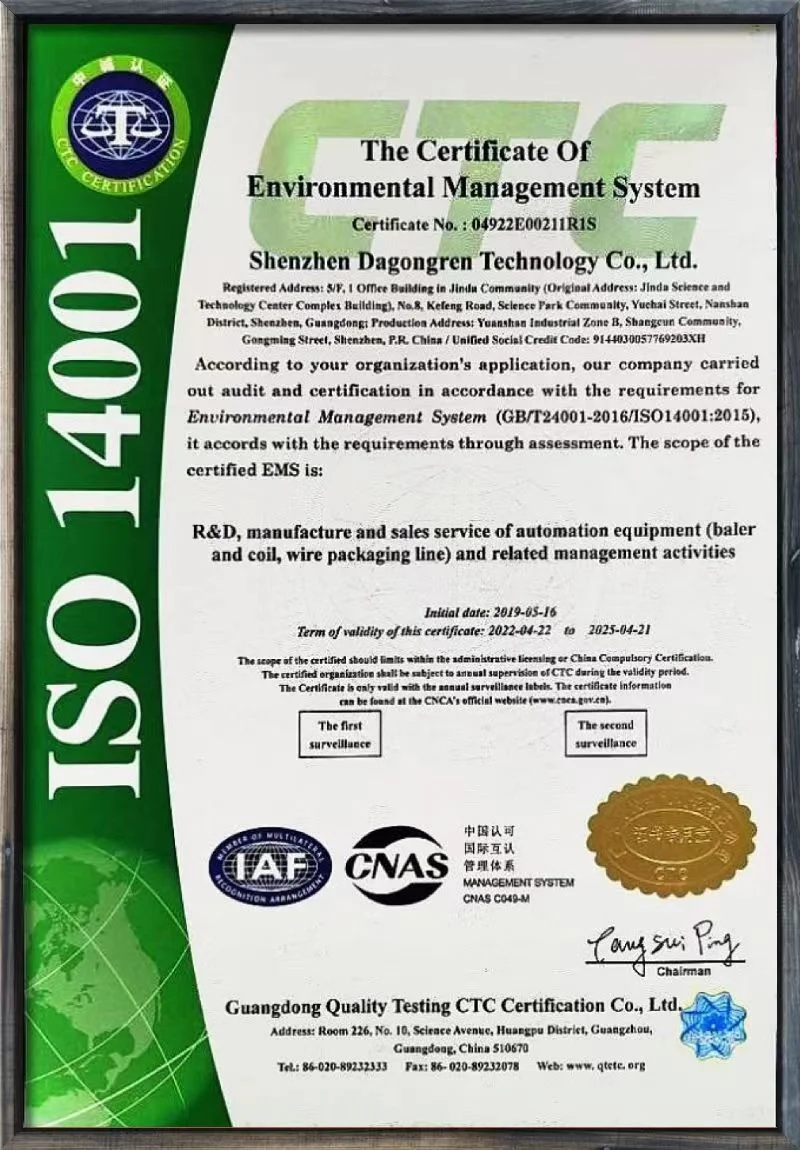 中鉴认证
CTC CERTIFICATION
ISO 14001
CTC
The Certificate Of
Environmental Management System
Certificate No. : 04922E00211R1S
Shenzhen Dagongren Technology Co., Ltd.
Registered Address: 5/F, 1 Office Building in Jinda Community (Original Address: Jinda Science and
Technology Center Complex Building), No.8, Kefeng Road, Science Park Community, Yuehai Street, Nanshan
District, Shenzhen, Guangdong; Production Address: Yuanshan Industrial Zone B, Shangcun Community,
Gongming Street, Shenzhen, P.R. China / Unified Social Credit Code: 91440300577769203XH
According to your organization's application, our company carried
out audit and certification in accordance with the requirements for
Environmental Management System (GB/T24001-2016/ISO14001:2015),
it accords with the requirements through assessment. The scope of the
certified EMS is:
R&D, manufacture and sales service of automation equipment (baler
and coil, wire packaging line) and related management activities
Initial date: 2019-05-16
Term of validity of this certificate: 2022-04-22 to 2025-04-21
The scope of the certified should limits within the administrative licensing or China Compulsory Certification.
The certified organization shall be subject to annual supervision of CTC during the validity period.
The Certificate is only valid with the annual surveillance labels. The certificate information
can be found at the CNCA's official website (www.cnca.gov.cn).
The first
surveillance
The second
surveillance
MEMBER OF MULTILATERAL
IAF
RECOGNITION ARRANGEMENT
CNAS
中国认可
国际互认
管理体系
MANAGEMENT SYSTEM
CNAS C049-M
证书专用章
CTC
Chairman
Guangdong Quality Testing CTC Certification Co., Ltd.
Address: Room 226, No. 10, Science Avenue, Huangpu District, Guangzhou,
Guangdong, China 510670
Tel.: 86-020-89232333 Fax: 86- 020-89232078 Web: www. qtctc. org